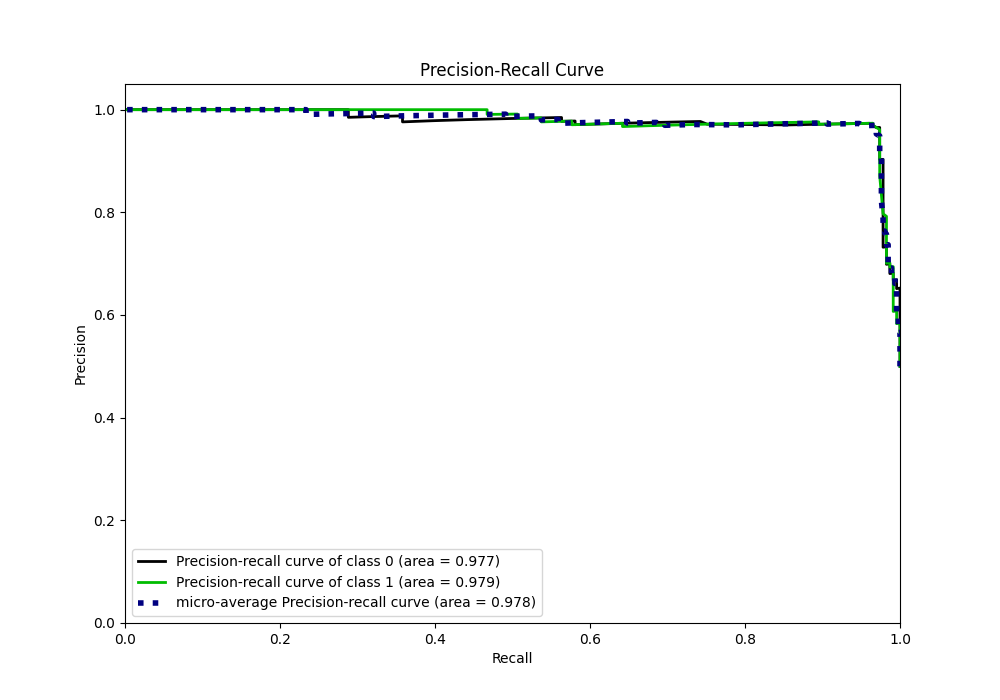 Precision-Recall Curve
1.0
0.8
0.6
0.4
0.2
0.0
Precision
Precision-recall curve of class 0 (area = 0.977)
Precision-recall curve of class 1 (area = 0.979)
micro-average Precision-recall curve (area = 0.978)
0.0 0.2 0.4 0.6 0.8 1.0
Recall